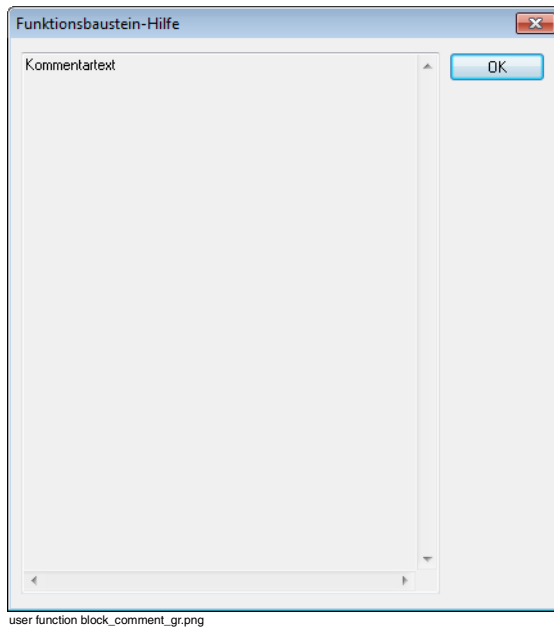 Funktionsbaustein-Hilfe
Kommentartext
OK
user function block_comment_gr.png